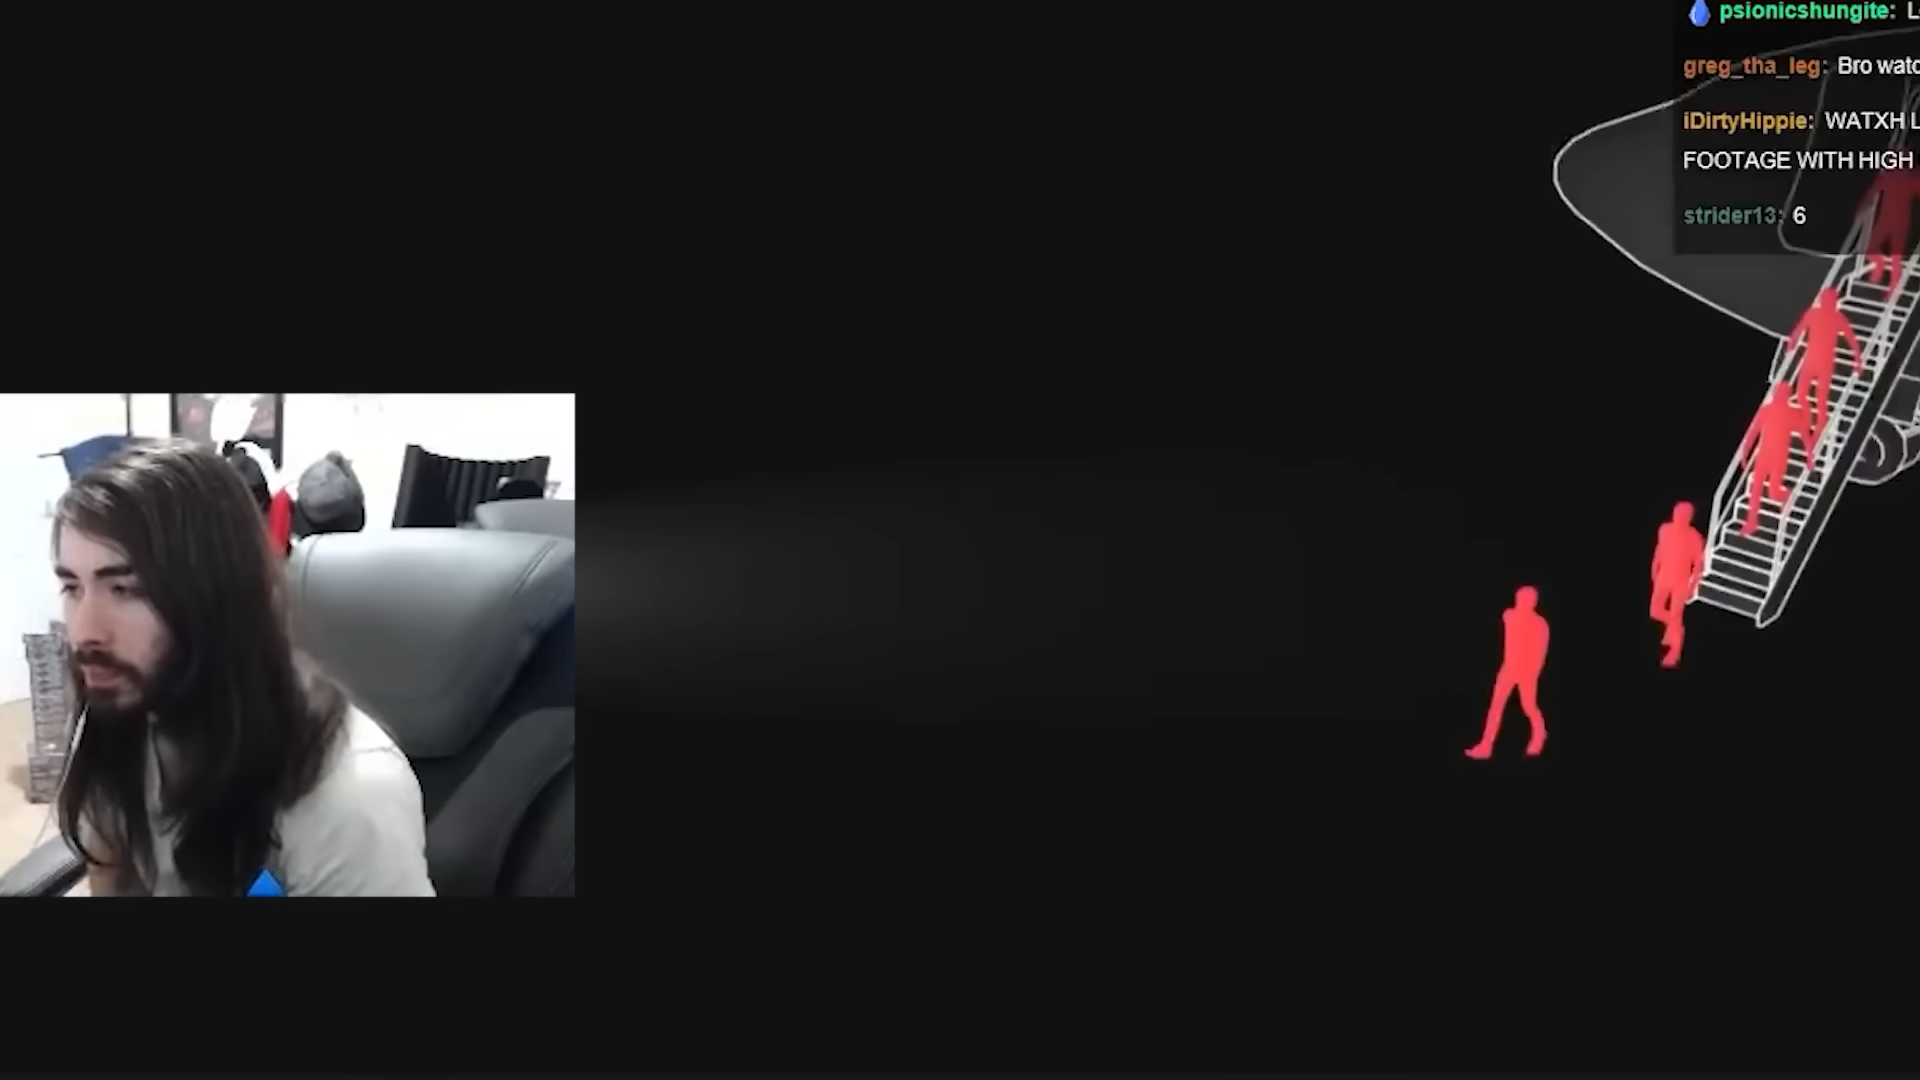 psionicshungite: L
greg_tha_leg: Bro watc
iDirtyHippie: WATXH L
FOOTAGE WITH HIGH
strider13: 6